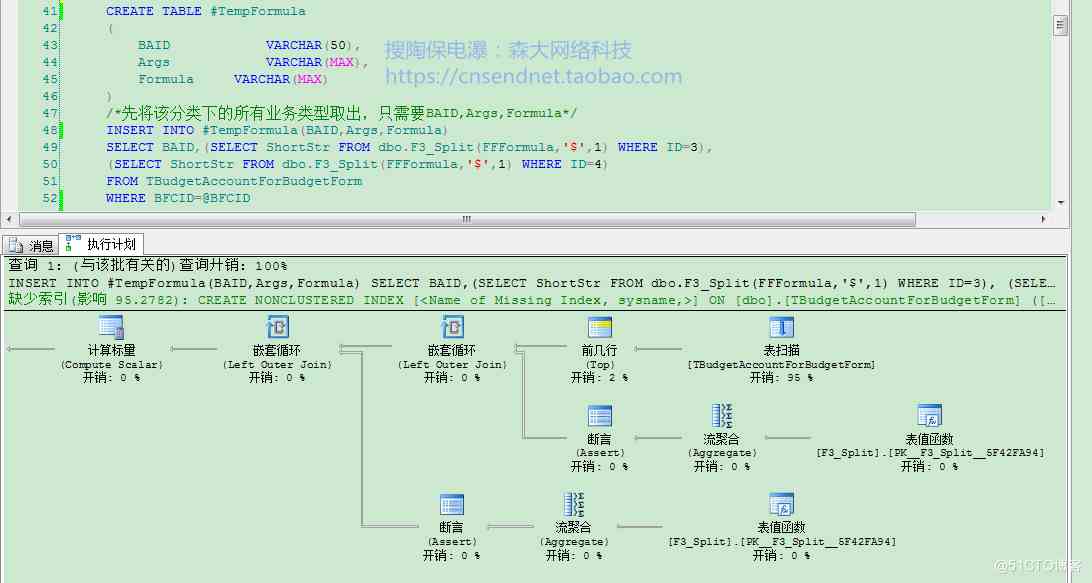 41 CREATE TABLE #TempFormula
42 (
43 BAID VARCHAR(50),
44 Args VARCHAR(MAX),
45 Formula VARCHAR(MAX)
46 )
47 /*先将该分类下的所有业务类型取出，只需要BAID,Args,Formula*/
48 INSERT INTO #TempFormula(BAID,Args,Formula)
49 SELECT BAID,(SELECT ShortStr FROM dbo.F3_Split(FFFormula,'$',1) WHERE ID=3),
50 (SELECT ShortStr FROM dbo.F3_Split(FFFormula,'$',1) WHERE ID=4)
51 FROM TBudgetAccountForBudgetForm
52 WHERE BFCID=@BFCID
搜陶保电瀑：森大网络科技
https://cnsendnet.taobao.com
消息 执行计划
查询 1: (与该批有关的)查询开销: 100%
INSERT INTO #TempFormula(BAID,Args,Formula) SELECT BAID,(SELECT ShortStr FROM dbo.F3_Split(FFFormula,'$',1) WHERE ID=3), (SELE…
缺少索引(影响 95.2782): CREATE NONCLUSTERED INDEX [<Name of Missing Index, sysname,>] ON [dbo].[TBudgetAccountForBudgetForm] ([…
计算标量 嵌套循环 嵌套循环 前几行 表扫描
(Compute Scalar) (Left Outer Join) (Left Outer Join) (Top) [TBudgetAccountForBudgetForm]
开销: 0 % 开销: 0 % 开销: 0 % 开销: 2 % 开销: 95 %
断言 流聚合 表值函数
(Assert) (Aggregate) [F3_Split].[PK__F3_Split__5F42FA94]
开销: 0 % 开销: 0 % 开销: 0 %
断言 流聚合 表值函数
(Assert) (Aggregate) [F3_Split].[PK__F3_Split__5F42FA94]
开销: 0 % 开销: 0 % 开销: 0 %
@51CTO博客